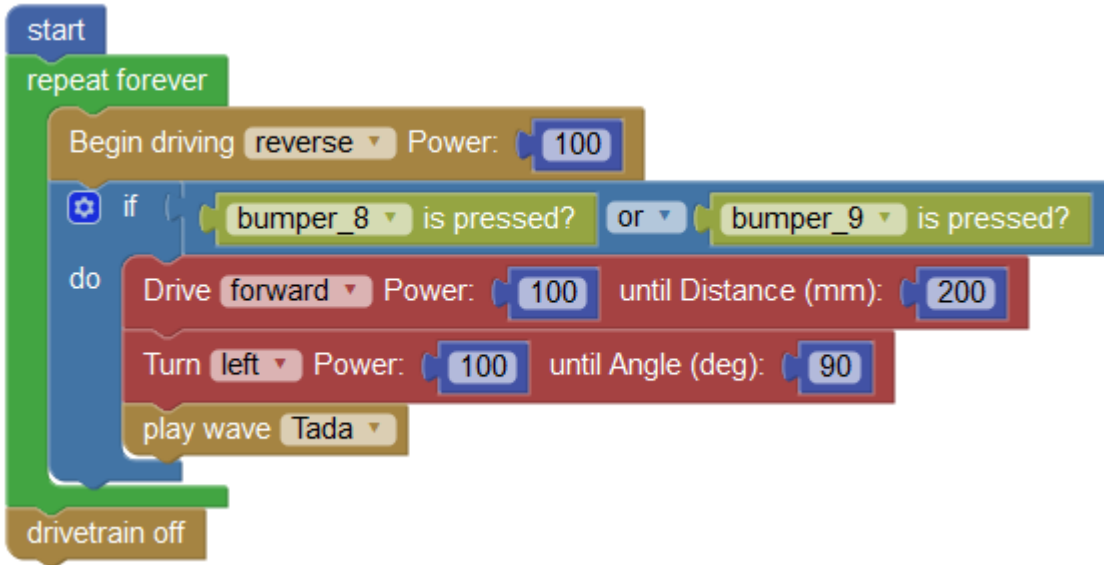 start
repeat forever
Begin driving reverse Power: 100
if bumper_8 is pressed? or bumper_9 is pressed?
do Drive forward Power: 100 until Distance (mm): 200
Turn left Power: 100 until Angle (deg): 90
play wave Tada
drivetrain off